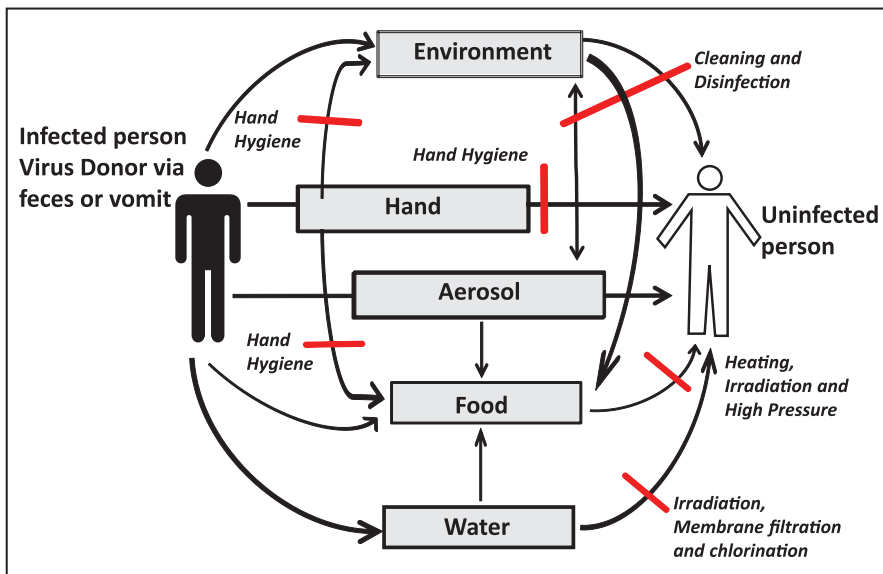 Environment
Cleaning and
Disinfection
Hand
Hygiene
Infected person
Virus Donor via
feces or vomit
Hand Hygiene
Hand
Uninfected
person
Aerosol
Hand
Hygiene
Heating,
Irradiation and
High Pressure
Food
Water
Irradiation,
Membrane filtration
and chlorination